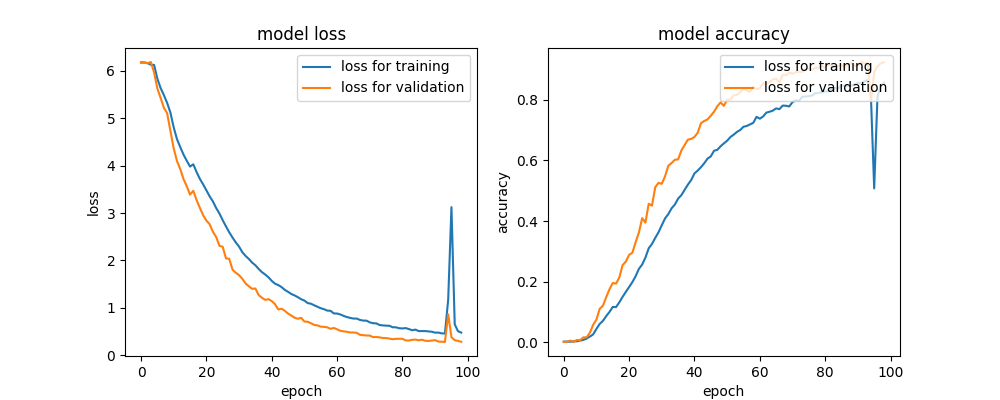 model loss
loss for training
loss for validation
6
5
4
3
2
1
0
loss
0 20 40 60 80 100
epoch
model accuracy
loss for training
loss for validation
0.8
0.6
0.4
0.2
0.0
accuracy
0 20 40 60 80 100
epoch